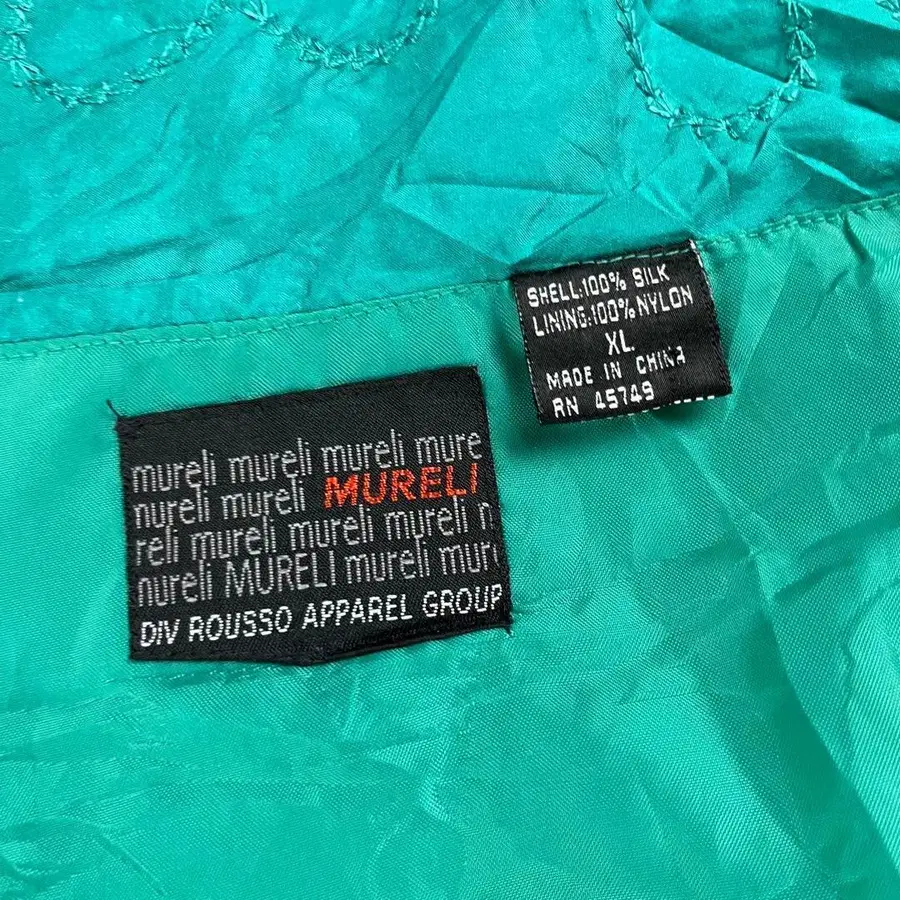 mureli mureli mureli mure
nureli mureli MURELI
reli mureli mureli mureli n
nureli MURELI mureli mure
DIV ROUSSO APPAREL GROUP
SHELL:100% SILK
LINING:100% NYLON
XL
MADE IN CHINA
RN 45749